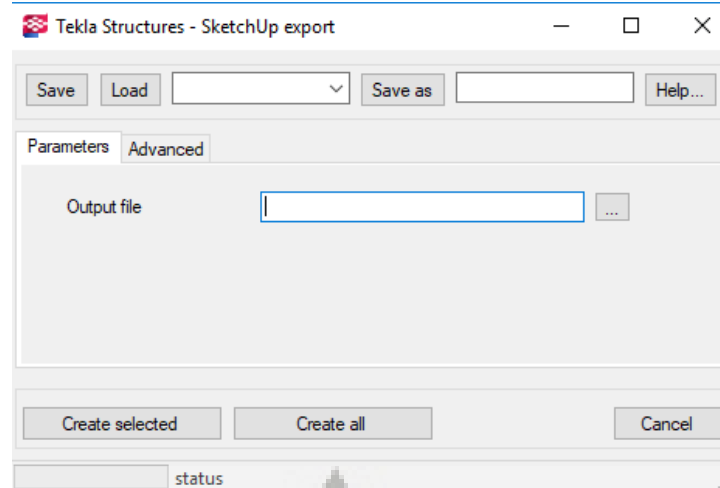 Tekla Structures - SketchUp export
Save Load Save as Help...
Parameters Advanced
Output file ...
Create selected Create all Cancel
status